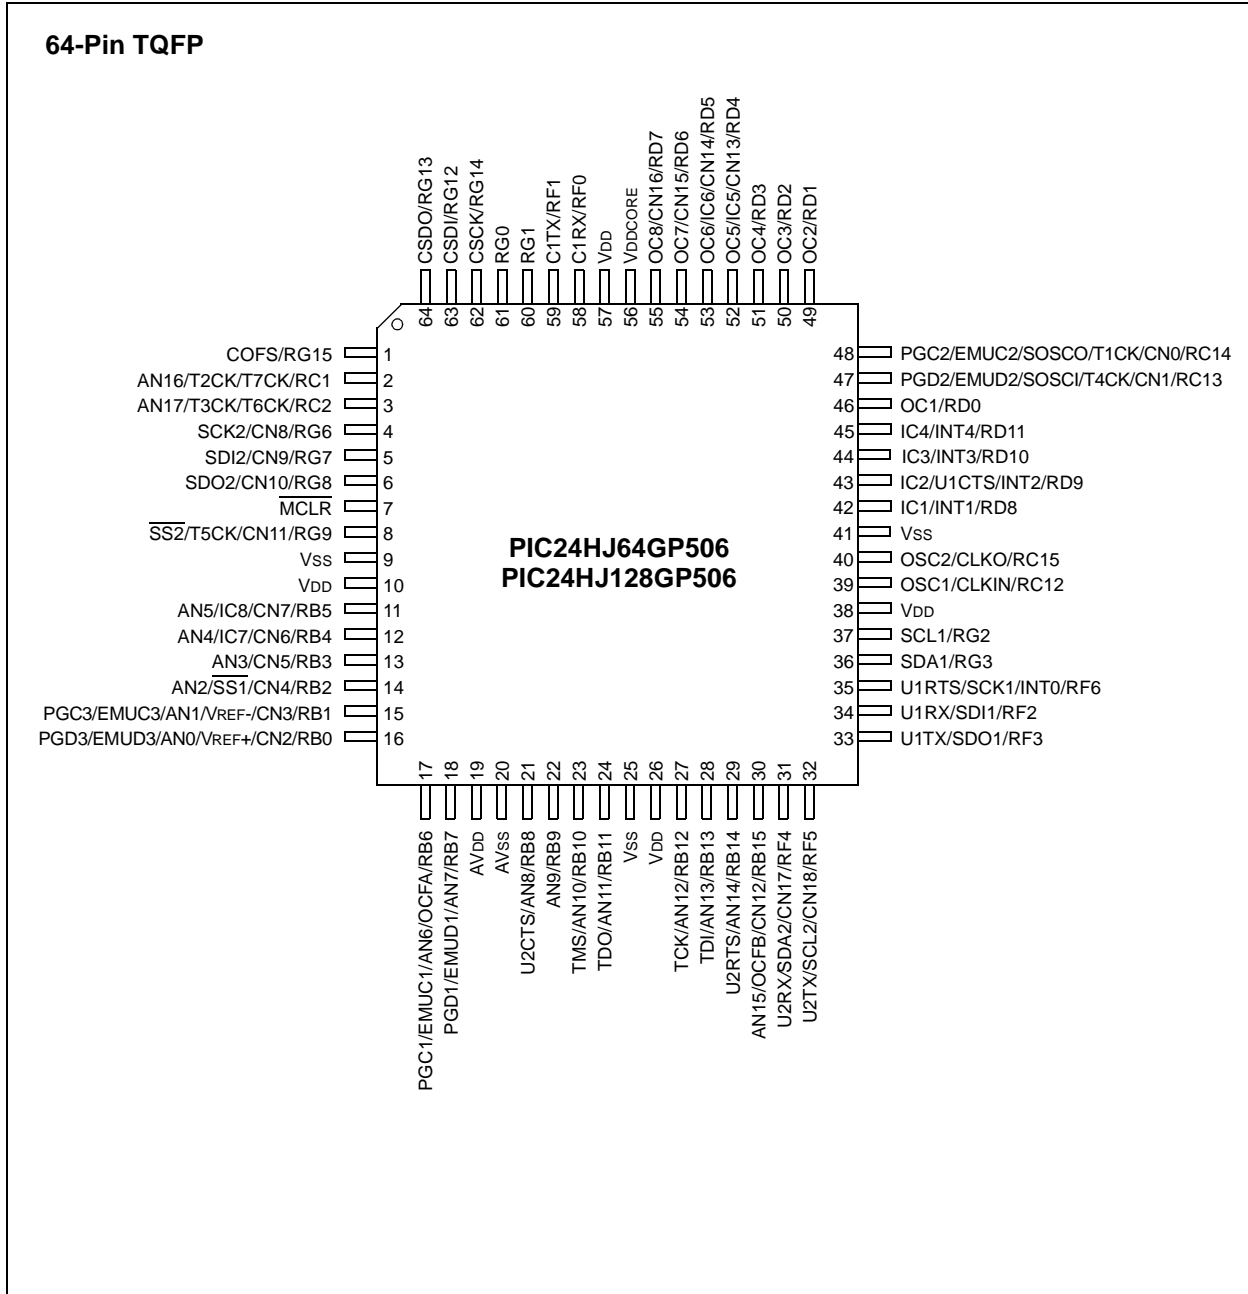 64-Pin TQFP
CSDO/RG13
CSDI/RG12
CSCK/RG14
RG0
RG1
C1TX/RF1
C1RX/RF0
VDD
VDDCORE
OC8/CN16/RD7
OC7/CN15/RD6
OC6/IC6/CN14/RD5
OC5/IC5/CN13/RD4
OC4/RD3
OC3/RD2
OC2/RD1
64 63 62 61 60 59 58 57 56 55 54 53 52 51 50 49
COFS/RG15 1
AN16/T2CK/T7CK/RC1 2
AN17/T3CK/T6CK/RC2 3
SCK2/CN8/RG6 4
SDI2/CN9/RG7 5
SDO2/CN10/RG8 6
MCLR 7
SS2/T5CK/CN11/RG9 8
VSS 9
VDD 10
AN5/IC8/CN7/RB5 11
AN4/IC7/CN6/RB4 12
AN3/CN5/RB3 13
AN2/SS1/CN4/RB2 14
PGC3/EMUC3/AN1/VREF-/CN3/RB1 15
PGD3/EMUD3/AN0/VREF+/CN2/RB0 16
PIC24HJ64GP506
PIC24HJ128GP506
48 PGC2/EMUC2/SOSCO/T1CK/CN0/RC14
47 PGD2/EMUD2/SOSCI/T4CK/CN1/RC13
46 OC1/RD0
45 IC4/INT4/RD11
44 IC3/INT3/RD10
43 IC2/U1CTS/INT2/RD9
42 IC1/INT1/RD8
41 VSS
40 OSC2/CLKO/RC15
39 OSC1/CLKIN/RC12
38 VDD
37 SCL1/RG2
36 SDA1/RG3
35 U1RTS/SCK1/INT0/RF6
34 U1RX/SDI1/RF2
33 U1TX/SDO1/RF3
17 18 19 20 21 22 23 24 25 26 27 28 29 30 31 32
PGC1/EMUC1/AN6/OCFA/RB6
PGD1/EMUD1/AN7/RB7
AVDD
AVSS
U2CTS/AN8/RB8
AN9/RB9
TMS/AN10/RB10
TDO/AN11/RB11
VSS
VDD
TCK/AN12/RB12
TDI/AN13/RB13
U2RTS/AN14/RB14
AN15/OCFB/CN12/RB15
U2RX/SDA2/CN17/RF4
U2TX/SCL2/CN18/RF5